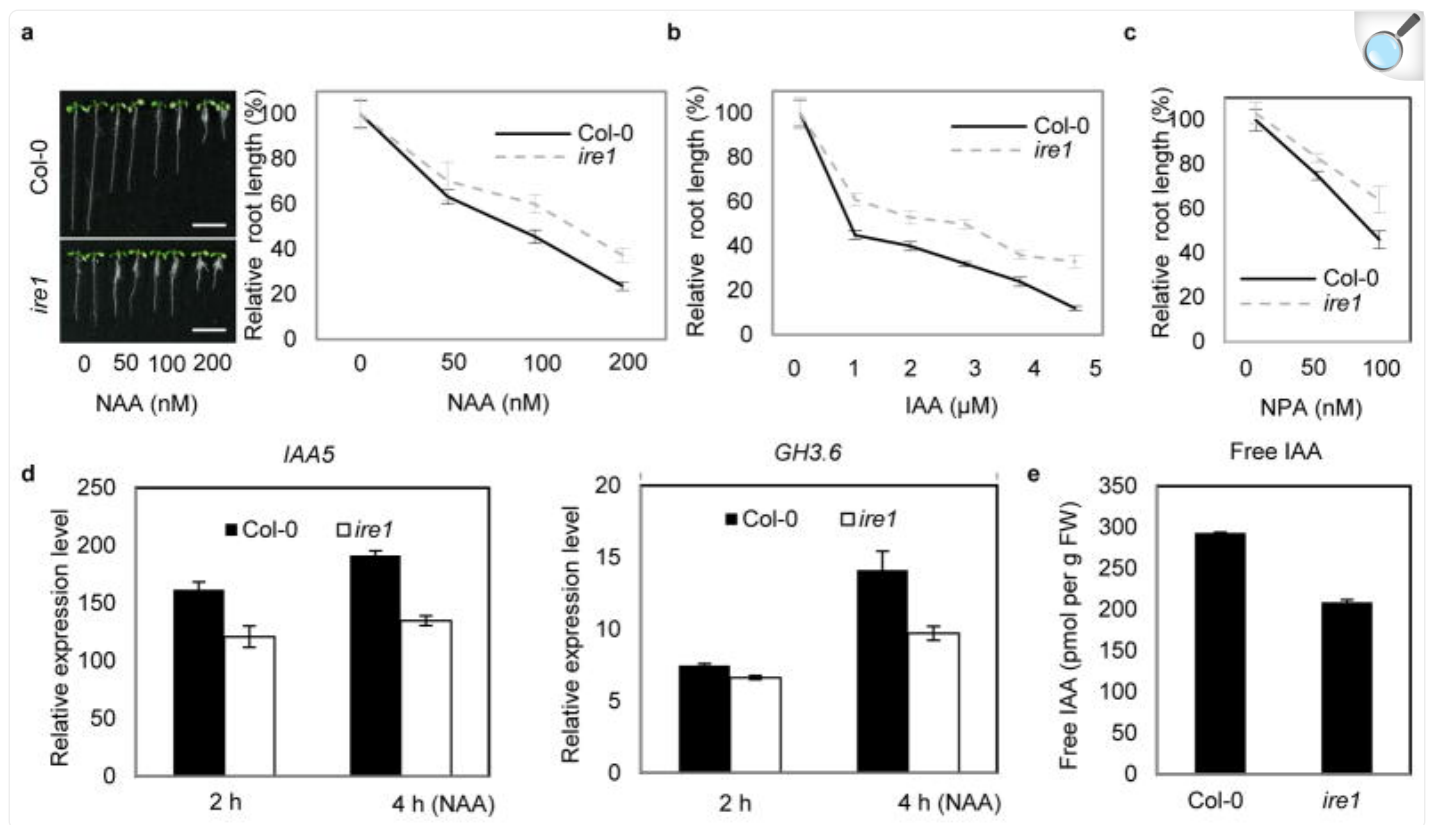 a
Col-0
ire1
0 50 100 200
NAA (nM)
Relative root length (%)
100
80
60
40
20
0
Col-0
ire1
0 50 100 200
NAA (nM)
b
Relative root length (%)
100
80
60
40
20
0
Col-0
ire1
0 1 2 3 4 5
IAA (µM)
c
Relative root length (%)
100
80
60
40
20
0
Col-0
ire1
0 50 100
NPA (nM)
d
IAA5
Relative expression level
250
200
150
100
50
0
Col-0 ire1
2 h 4 h (NAA)
GH3.6
Relative expression level
20
15
10
5
0
Col-0 ire1
2 h 4 h (NAA)
e
Free IAA
Free IAA (pmol per g FW)
350
300
250
200
150
100
50
0
Col-0 ire1